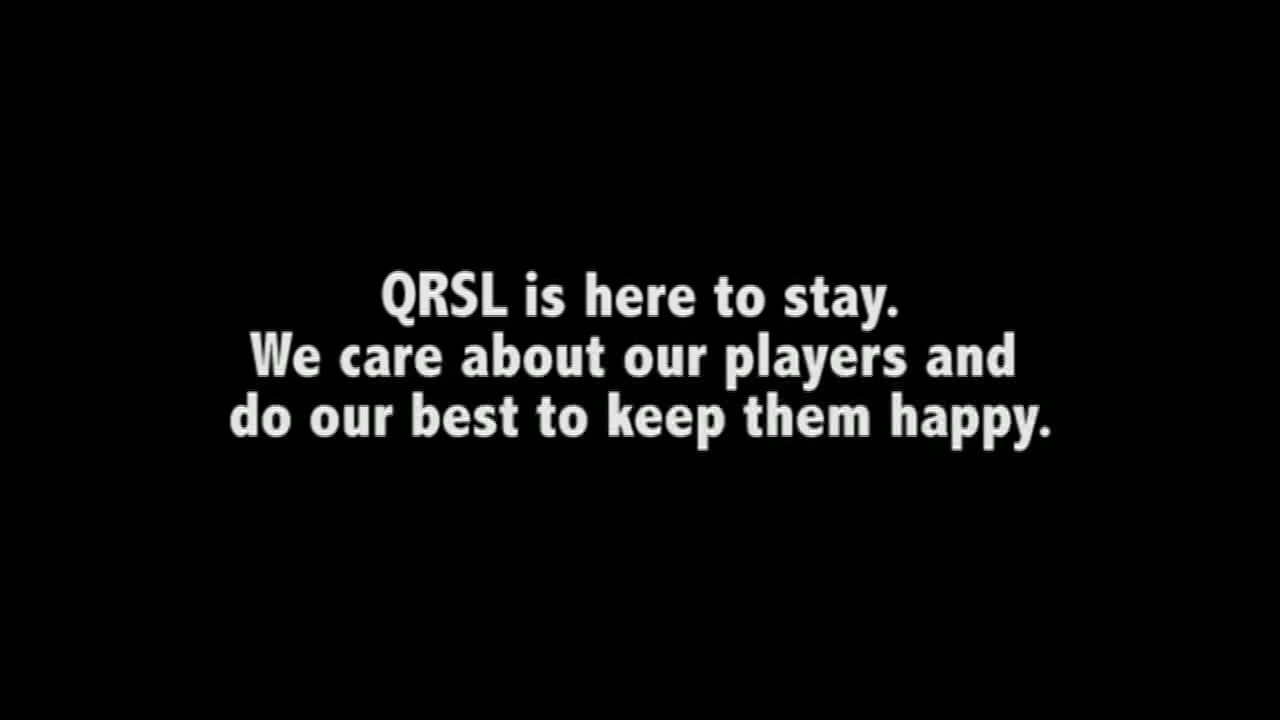 QRSL is here to stay.
We care about our players and
do our best to keep them happy.